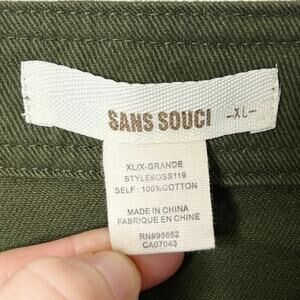 SANS SOUCI
-XL-
XL/X-GRANDE
STYLE#OSS119
SELF: 100%COTTON
MADE IN CHINA
FABRIQUE EN CHINE
RN#95652
CA07043